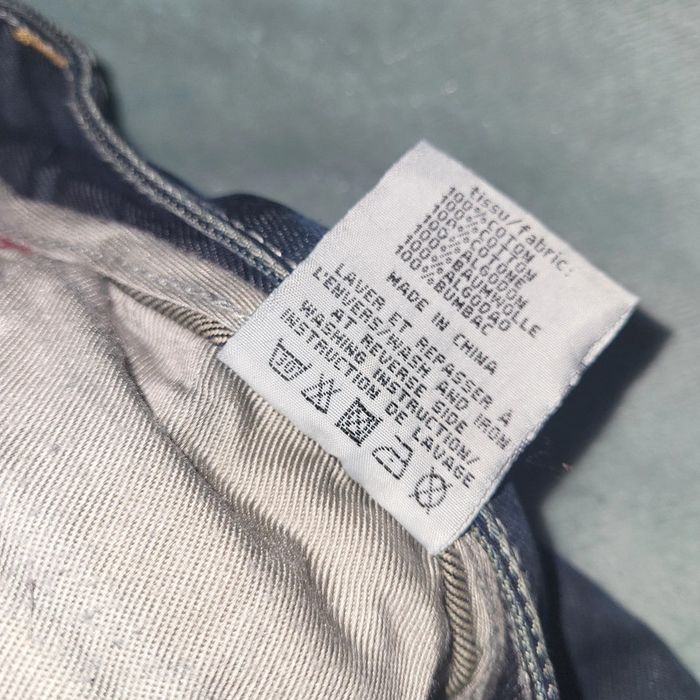 tissu/fabric:
100%COTON
100%COTTON
100%COTONE
100%ALGODON
100%BAUMWOLLE
100%ALGODAO
%BUMBAC
MADE IN CHINA
LAVER ET REPASSER A
L'ENVERS/WASH AND IRON
AT REVERSE SIDE
WASHING INSTRUCTION/
INSTRUCTION DE LAVAGE